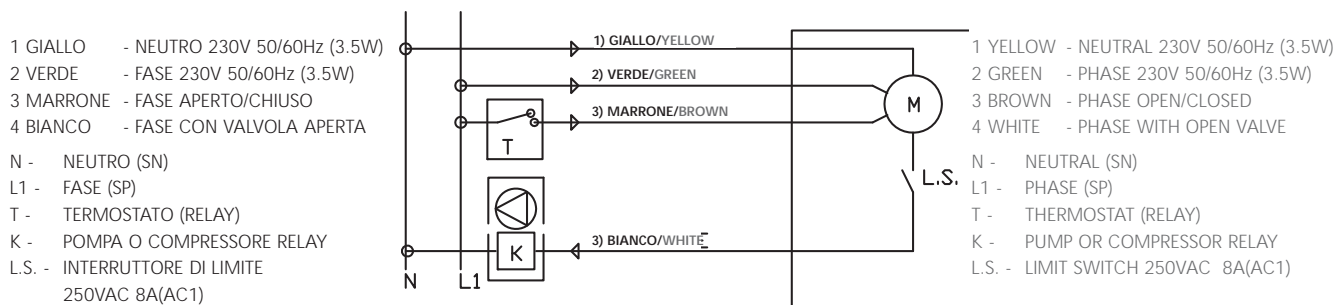 1 GIALLO - NEUTRO 230V 50/60Hz (3.5W)
2 VERDE - FASE 230V 50/60Hz (3.5W)
3 MARRONE - FASE APERTO/CHIUSO
4 BIANCO - FASE CON VALVOLA APERTA
N - NEUTRO (SN)
L1 - FASE (SP)
T - TERMOSTATO (RELAY)
K - POMPA O COMPRESSORE RELAY
L.S. - INTERRUTTORE DI LIMITE
250VAC 8A(AC1)
1) GIALLO/YELLOW
2) VERDE/GREEN
3) MARRONE/BROWN
T
M
L.S.
3) BIANCO/WHITE
K
N
L1
1 YELLOW - NEUTRAL 230V 50/60Hz (3.5W)
2 GREEN - PHASE 230V 50/60Hz (3.5W)
3 BROWN - PHASE OPEN/CLOSED
4 WHITE - PHASE WITH OPEN VALVE
N - NEUTRAL (SN)
L1 - PHASE (SP)
T - THERMOSTAT (RELAY)
K - PUMP OR COMPRESSOR RELAY
L.S. - LIMIT SWITCH 250VAC 8A(AC1)